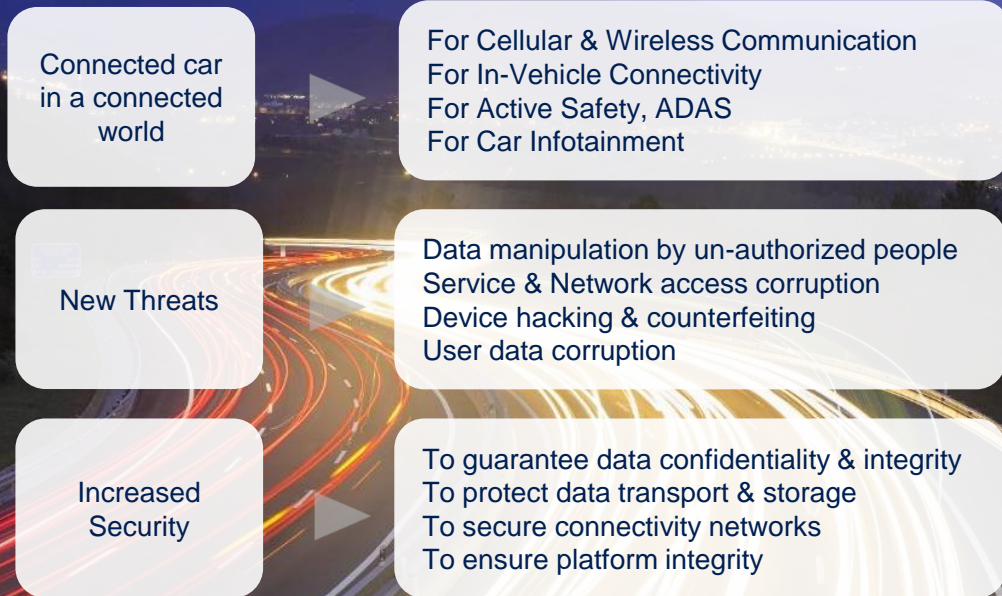 Connected car
in a connected
world
For Cellular & Wireless Communication
For In-Vehicle Connectivity
For Active Safety, ADAS
For Car Infotainment
New Threats
Data manipulation by un-authorized people
Service & Network access corruption
Device hacking & counterfeiting
User data corruption
Increased
Security
To guarantee data confidentiality & integrity
To protect data transport & storage
To secure connectivity networks
To ensure platform integrity